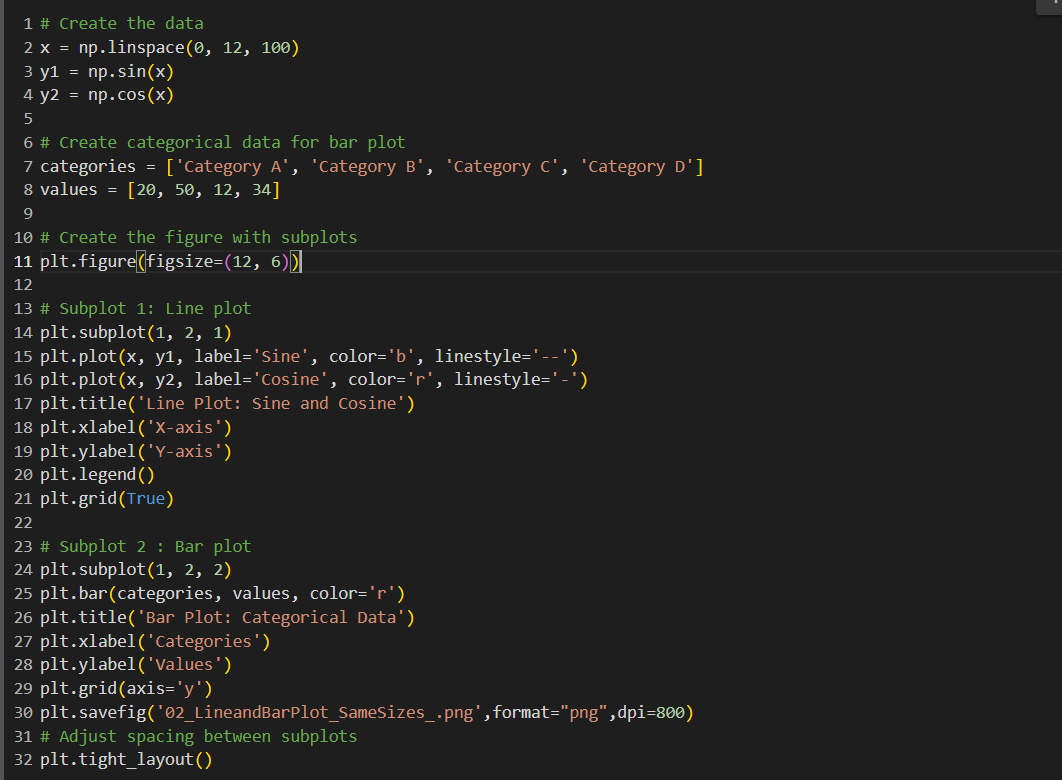 1 # Create the data
2 x = np.linspace(0, 12, 100)
3 y1 = np.sin(x)
4 y2 = np.cos(x)
5
6 # Create categorical data for bar plot
7 categories = ['Category A', 'Category B', 'Category C', 'Category D']
8 values = [20, 50, 12, 34]
9
10 # Create the figure with subplots
11 plt.figure(figsize=(12, 6))
12
13 # Subplot 1: Line plot
14 plt.subplot(1, 2, 1)
15 plt.plot(x, y1, label='Sine', color='b', linestyle='--')
16 plt.plot(x, y2, label='Cosine', color='r', linestyle='-')
17 plt.title('Line Plot: Sine and Cosine')
18 plt.xlabel('X-axis')
19 plt.ylabel('Y-axis')
20 plt.legend()
21 plt.grid(True)
22
23 # Subplot 2 : Bar plot
24 plt.subplot(1, 2, 2)
25 plt.bar(categories, values, color='r')
26 plt.title('Bar Plot: Categorical Data')
27 plt.xlabel('Categories')
28 plt.ylabel('Values')
29 plt.grid(axis='y')
30 plt.savefig('02_LineandBarPlot_SameSizes_.png',format="png",dpi=800)
31 # Adjust spacing between subplots
32 plt.tight_layout()